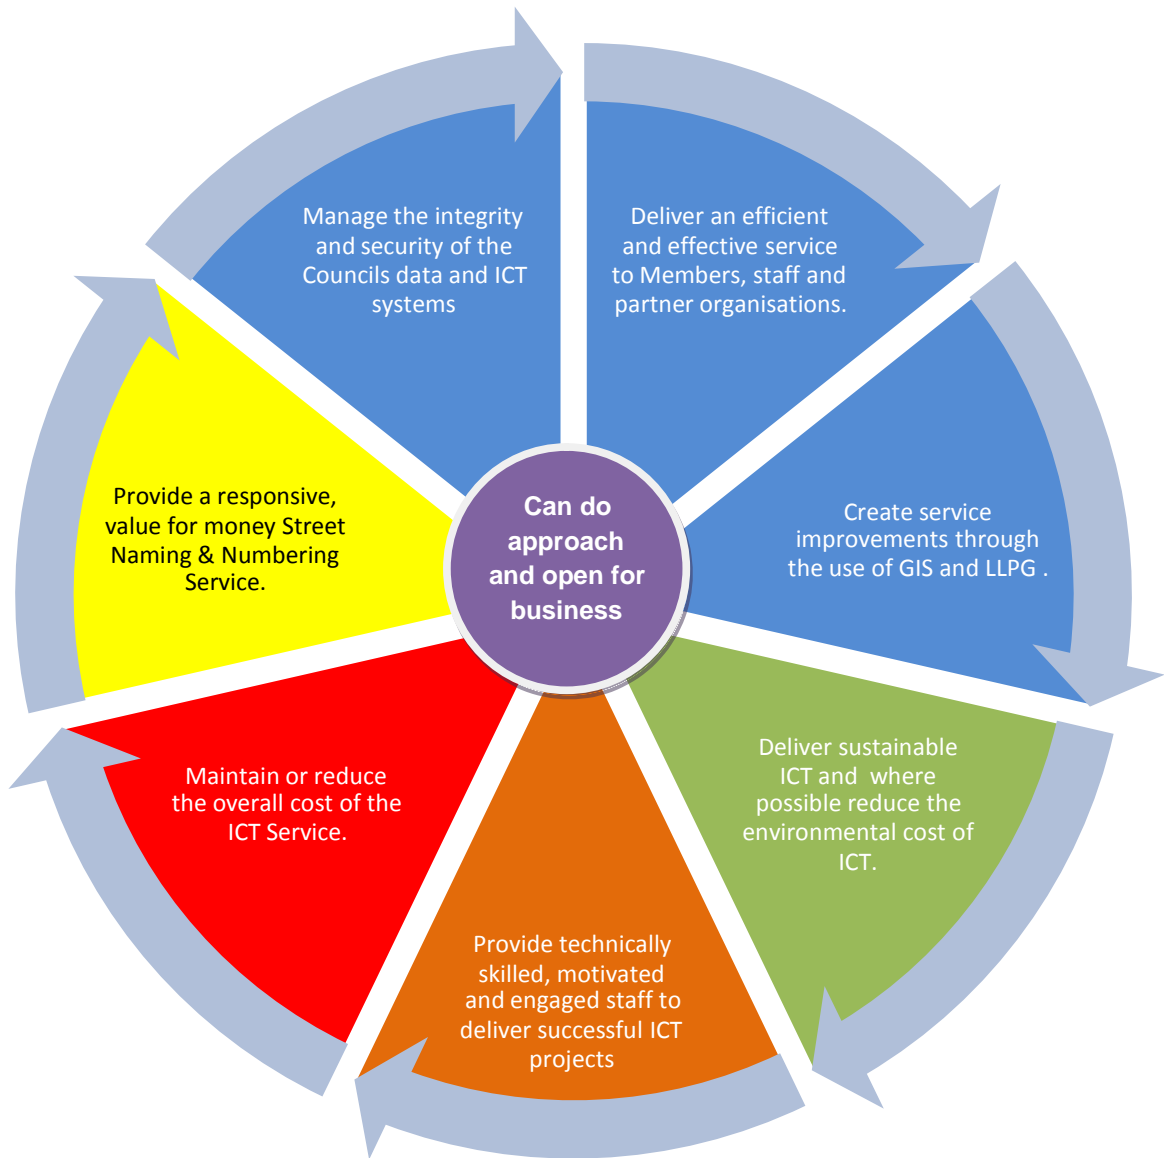 Manage the integrity
and security of the
Councils data and ICT
systems
Deliver an efficient
and effective service
to Members, staff and
partner organisations.
Create service
improvements through
the use of GIS and LLPG .
Deliver sustainable
ICT and  where
possible reduce the
environmental cost of
ICT.
Provide technically
skilled, motivated
and engaged staff to
deliver successful ICT
projects
Maintain or reduce
the overall cost of the
ICT Service.
Provide a responsive,
value for money Street
Naming & Numbering
Service.
Can do
approach
and open for
business